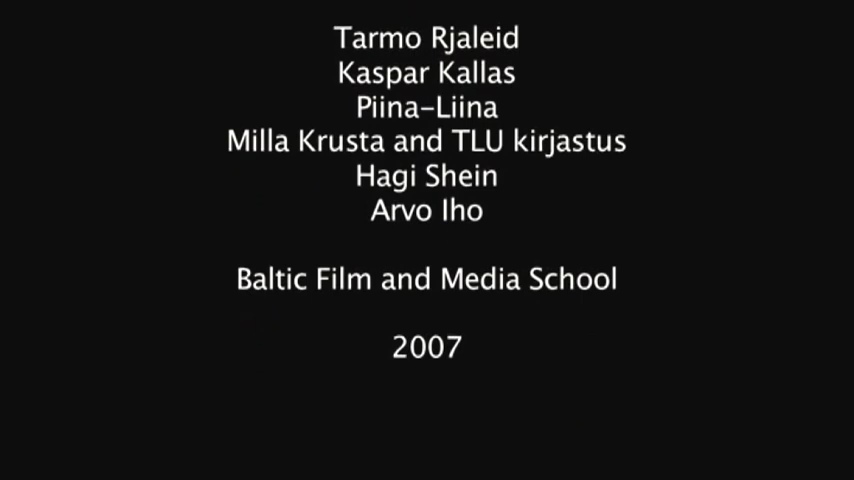 Tarmo Rjaleid
Kaspar Kallas
Piina-Liina
Milla Krusta and TLU kirjastus
Hagi Shein
Arvo Iho
Baltic Film and Media School
2007